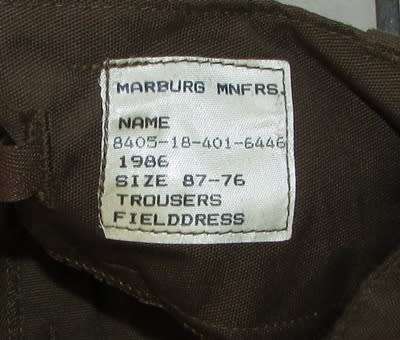 MARBURG MNFRS.
NAME
8405-18-401-6446
1986
SIZE 87-76
TROUSERS
FIELDDRESS